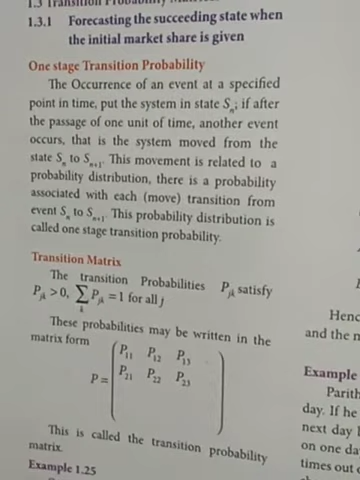 1.3 Transition Probability
1.3.1 Forecasting the succeeding state when
the initial market share is given
One stage Transition Probability
The Occurrence of an event at a specified
point in time, put the system in state Sₙ; if after
the passage of one unit of time, another event
occurs, that is the system moved from the
state Sₙ to Sₙ₊₁. This movement is related to a
probability distribution, there is a probability
associated with each (move) transition from
event Sₙ to Sₙ₊₁. This probability distribution is
called one stage transition probability.
Transition Matrix
The transition Probabilities Pⱼₖ satisfy
Pⱼₖ > 0, ∑ₖ Pⱼₖ = 1 for all j
These probabilities may be written in the
matrix form
P = ( P₁₁ P₁₂ P₁₃
P₂₁ P₂₂ P₂₃ )
This is called the transition probability
matrix.
Example 1.25
Henc
and the n
Example
Parith
day. If he
next day
on one da
times out